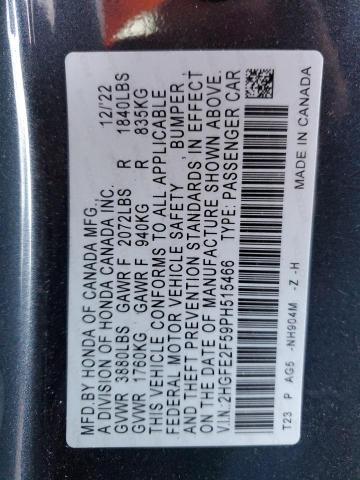 MFD.BY HONDA OF CANADA MFG., 12/'22
A DIVISION OF HONDA CANADA INC.
GVWR 3880LBS GAWR F 2072LBS R 1840LBS
GVWR 1760KG GAWR F 940KG R 835KG
THIS VEHICLE CONFORMS TO ALL APPLICABLE
FEDERAL MOTOR VEHICLE SAFETY, BUMPER,
& THEFT PREVENTION STANDARDS IN EFFECT
ON THE DATE OF MANUFACTURE SHOWN ABOVE.
V.I.N.:2HGFE2F59PH515466 TYPE: PASSENGER CAR
T23 P AG5 -NH904M -Z -H
MADE IN CANADA